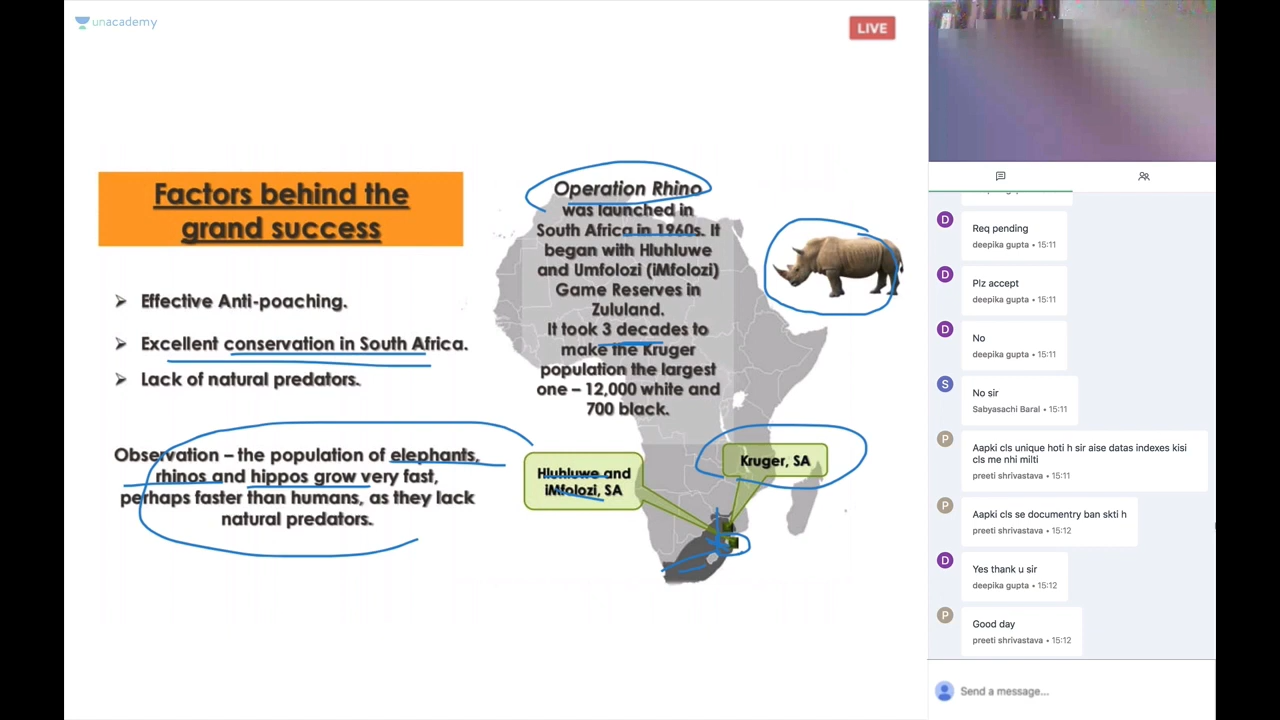 unacademy
LIVE
Factors behind the
grand success
Effective Anti-poaching.
Excellent conservation in South Africa.
Lack of natural predators.
Observation – the population of elephants,
rhinos and hippos grow very fast,
perhaps faster than humans, as they lack
natural predators.
Operation Rhino
was launched in
South Africa in 1960s. It
began with Hluhluwe
and Umfolozi (iMfolozi)
Game Reserves in
Zululand.
It took 3 decades to
make the Kruger
population the largest
one – 12,000 white and
700 black.
Hluhluwe and
iMfolozi, SA
Kruger, SA
D
Req pending
deepika gupta • 15:11
D
Plz accept
deepika gupta • 15:11
D
No
deepika gupta • 15:11
S
No sir
Sabyasachi Baral • 15:11
P
Aapki cls unique hoti h sir aise datas indexes kisi
cls me nhi milti
preeti shrivastava • 15:11
P
Aapki cls se documentry ban skti h
preeti shrivastava • 15:12
D
Yes thank u sir
deepika gupta • 15:12
P
Good day
preeti shrivastava • 15:12
Send a message...